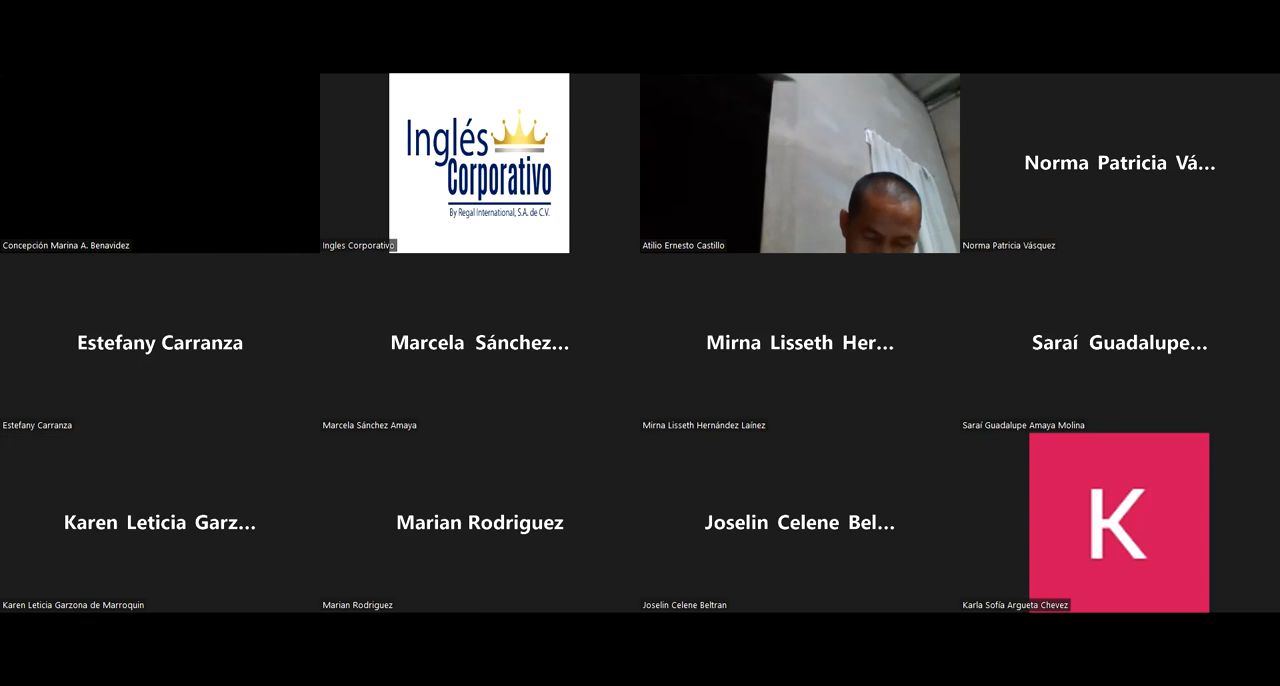 Concepción Marina A. Benavidez
Inglés
Corporativo
By Regal International, S.A. de C.V.
Ingles Corporativo
Atilio Ernesto Castillo
Norma Patricia Vá...
Norma Patricia Vásquez
Estefany Carranza
Estefany Carranza
Marcela Sánchez...
Marcela Sánchez Amaya
Mirna Lisseth Her...
Mirna Lisseth Hernández Laínez
Saraí Guadalupe...
Saraí Guadalupe Amaya Molina
Karen Leticia Garz...
Karen Leticia Garzona de Marroquin
Marian Rodriguez
Marian Rodriguez
Joselin Celene Bel...
Joselin Celene Beltran
K
Karla Sofía Argueta Chevez